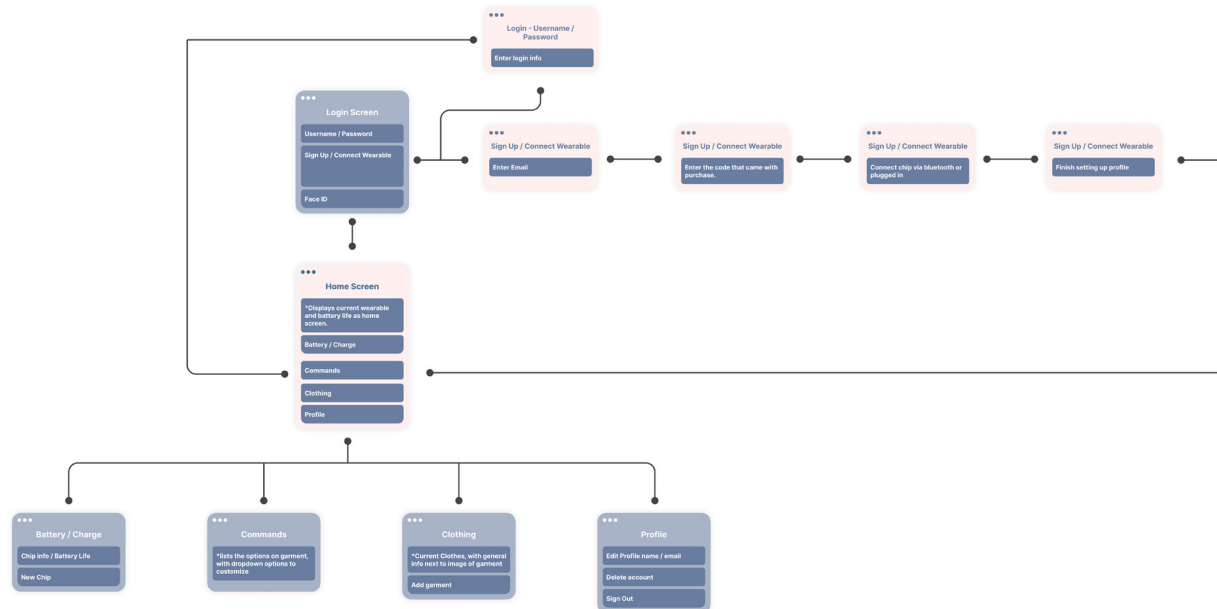 Login - Username /
Password
Enter login info
Login Screen
Username / Password
Sign Up / Connect Wearable
Face ID
Sign Up / Connect Wearable
Enter Email
Sign Up / Connect Wearable
Enter the code that came with
purchase.
Sign Up / Connect Wearable
Connect chip via bluetooth or
plugged in
Sign Up / Connect Wearable
Finish setting up profile
Home Screen
*Displays current wearable
and battery life as home
screen.
Battery / Charge
Commands
Clothing
Profile
Battery / Charge
Chip info / Battery Life
New Chip
Commands
*lists the options on garment,
with dropdown options to
customize
Clothing
*Current Clothes, with general
info next to image of garment
Add garment
Profile
Edit Profile name / email
Delete account
Sign Out